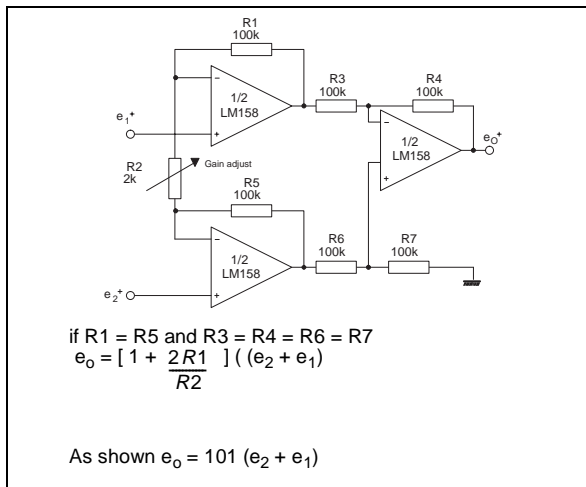 R1
100k
R3
100k
R4
100k
1/2
LM158
e1+
1/2
LM158
eO+
R2
2k
Gain adjust
R5
100k
R6
100k
R7
100k
1/2
LM158
e2+
if R1 = R5 and R3 = R4 = R6 = R7
eo = [ 1 + 2R1 ] ( (e2 + e1)
R2
As shown eo = 101 (e2 + e1)